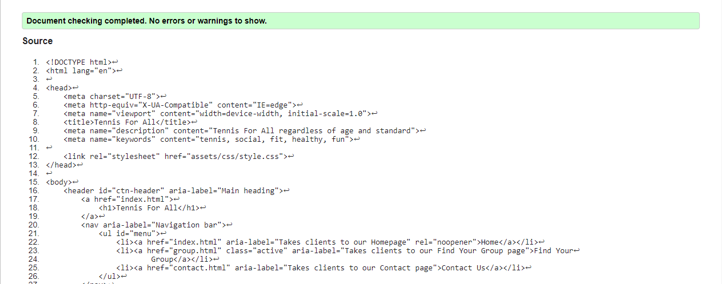 Document checking completed. No errors or warnings to show.
Source
1. <!DOCTYPE html>↩
2. <html lang="en">↩
3. ↩
4. <head>↩
5. <meta charset="UTF-8">↩
6. <meta http-equiv="X-UA-Compatible" content="IE=edge">↩
7. <meta name="viewport" content="width=device-width, initial-scale=1.0">↩
8. <title>Tennis For All</title>↩
9. <meta name="description" content="Tennis For All regardless of age and standard">↩
10. <meta name="keywords" content="tennis, social, fit, healthy, fun">↩
11. ↩
12. <link rel="stylesheet" href="assets/css/style.css">↩
13. </head>↩
14. ↩
15. <body>↩
16. <header id="ctn-header" aria-label="Main heading">↩
17. <a href="index.html">↩
18. <h1>Tennis For All</h1>↩
19. </a>↩
20. <nav aria-label="Navigation bar">↩
21. <ul id="menu">↩
22. <li><a href="index.html" aria-label="Takes clients to our Homepage" rel="noopener">Home</a></li>↩
23. <li><a href="group.html" class="active" aria-label="Takes clients to our Find Your Group page">Find Your↩
24. Group</a></li>↩
25. <li><a href="contact.html" aria-label="Takes clients to our Contact page">Contact Us</a></li>↩
26. </ul>↩